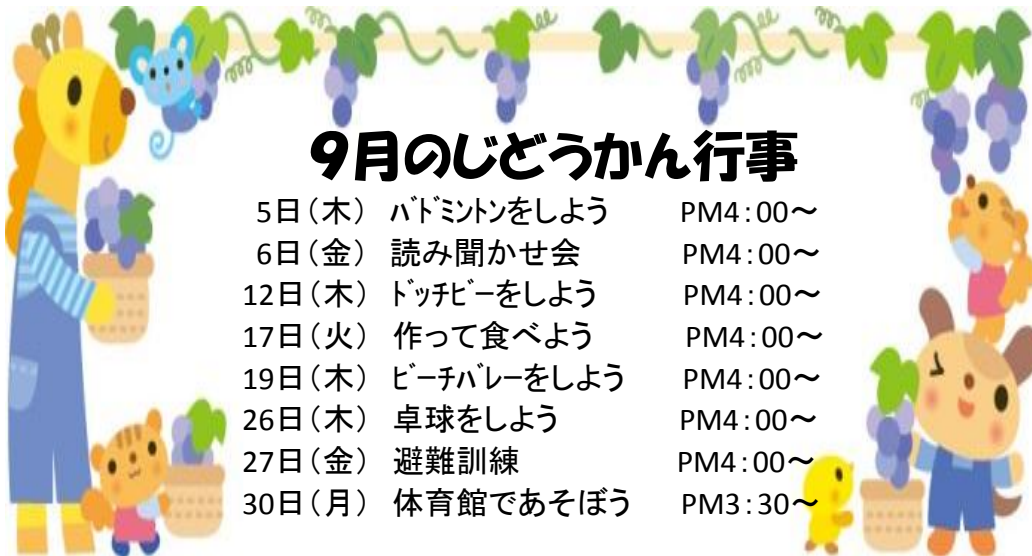 9月のじどうかん行事
5日(木) バドミントンをしよう PM4:00～
6日(金) 読み聞かせ会 PM4:00～
12日(木) ドッチビーをしよう PM4:00～
17日(火) 作って食べよう PM4:00～
19日(木) ビーチバレーをしよう PM4:00～
26日(木) 卓球をしよう PM4:00～
27日(金) 避難訓練 PM4:00～
30日(月) 体育館であそぼう PM3:30～